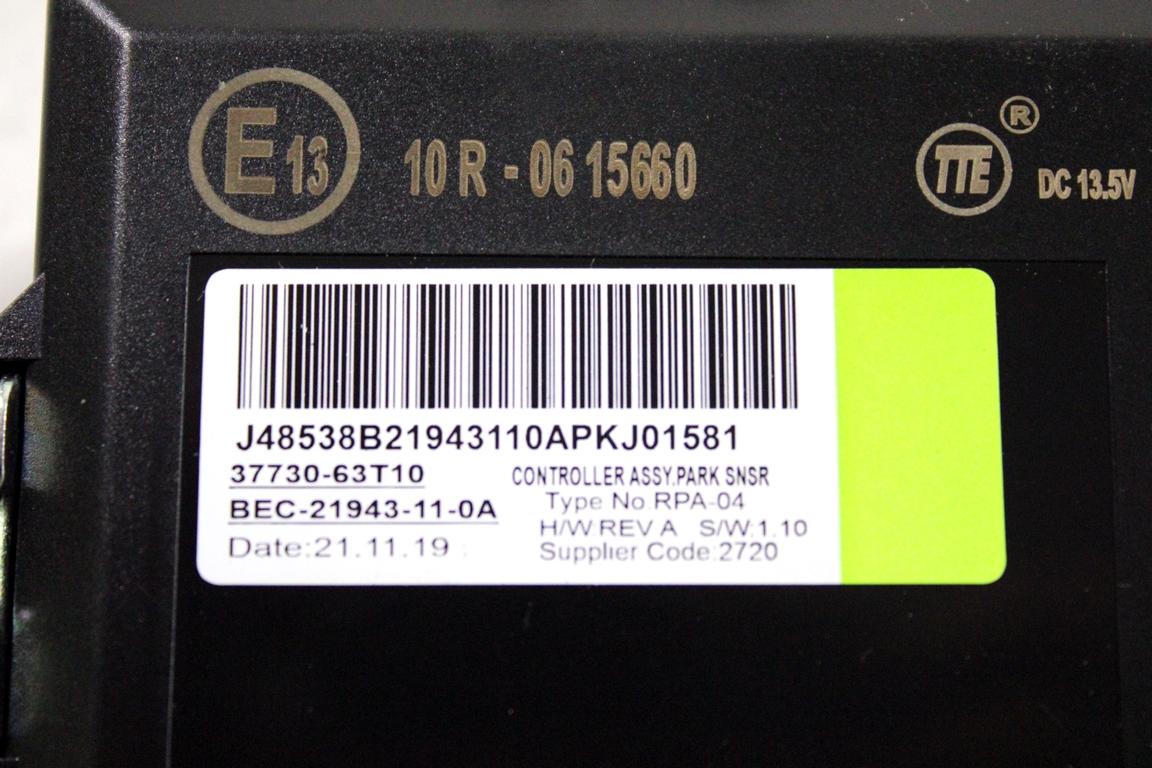 E13 10 R - 06 15660 TTE ® DC 13.5V
J48538B21943110APKJ01581
37730-63T10 CONTROLLER ASSY.PARK SNSR
BEC-21943-11-0A Type No.RPA-04
H/W:REV A S/W:1.10
Date:21.11.19 Supplier Code:2720